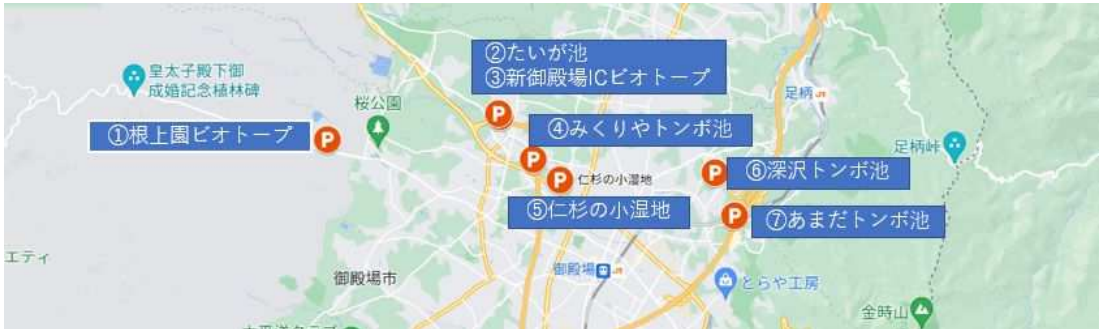 ②たいが池
③新御殿場ICビオトープ
皇太子殿下御
成婚記念植林碑
桜公園
足柄
①根上園ビオトープ
④みくりやトンボ池
足柄峠
仁杉の小湿地
⑥深沢トンボ池
⑤仁杉の小湿地
⑦あまだトンボ池
エティ
御殿場市
御殿場
とらや工房
金時山